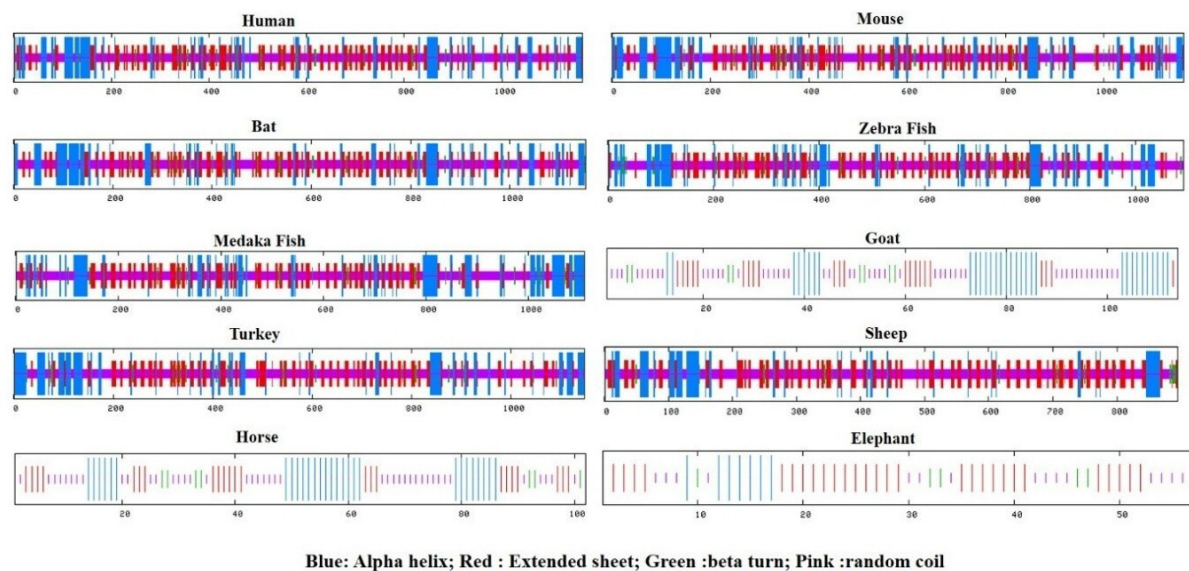 Human
Mouse
0 200 400 600 800 1000
0 200 400 600 800 1000
Bat
Zebra Fish
0 200 400 600 800 1000
0 200 400 600 800 1000
Medaka Fish
Goat
0 200 400 600 800 1000
20 40 60 80 100
Turkey
Sheep
0 200 400 600 800 1000
0 100 200 300 400 500 600 700 800
Horse
Elephant
20 40 60 80 100
10 20 30 40 50
Blue: Alpha helix; Red : Extended sheet; Green :beta turn; Pink :random coil